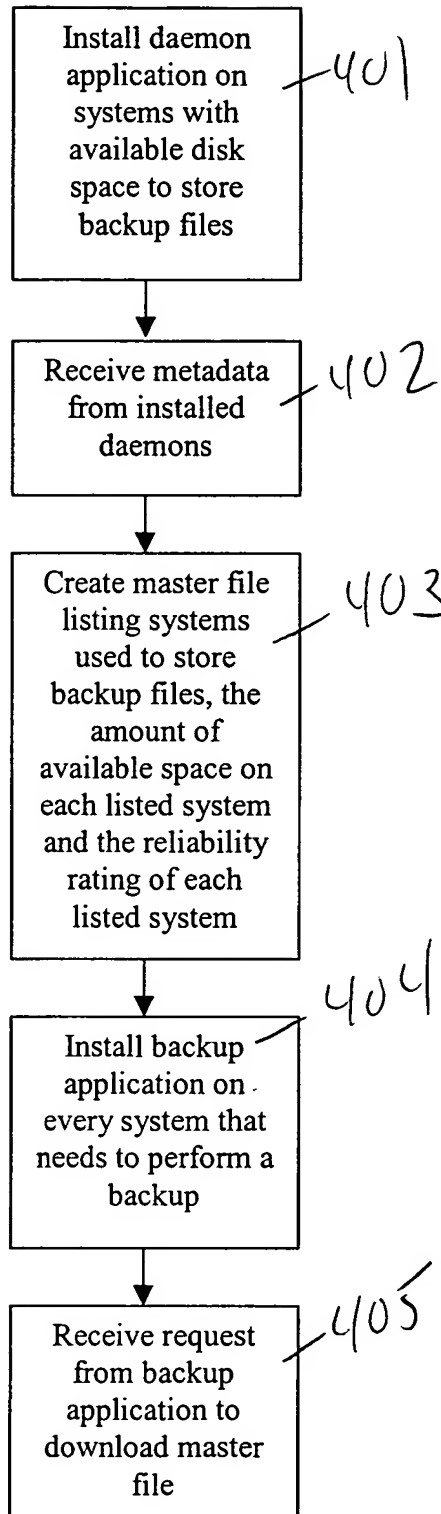 Install daemon
application on
systems with
available disk
space to store
backup files
401
Receive metadata
from installed
daemons
402
Create master file
listing systems
used to store
backup files, the
amount of
available space on
each listed system
and the reliability
rating of each
listed system
403
Install backup
application on
every system that
needs to perform a
backup
404
Receive request
from backup
application to
download master
file
405